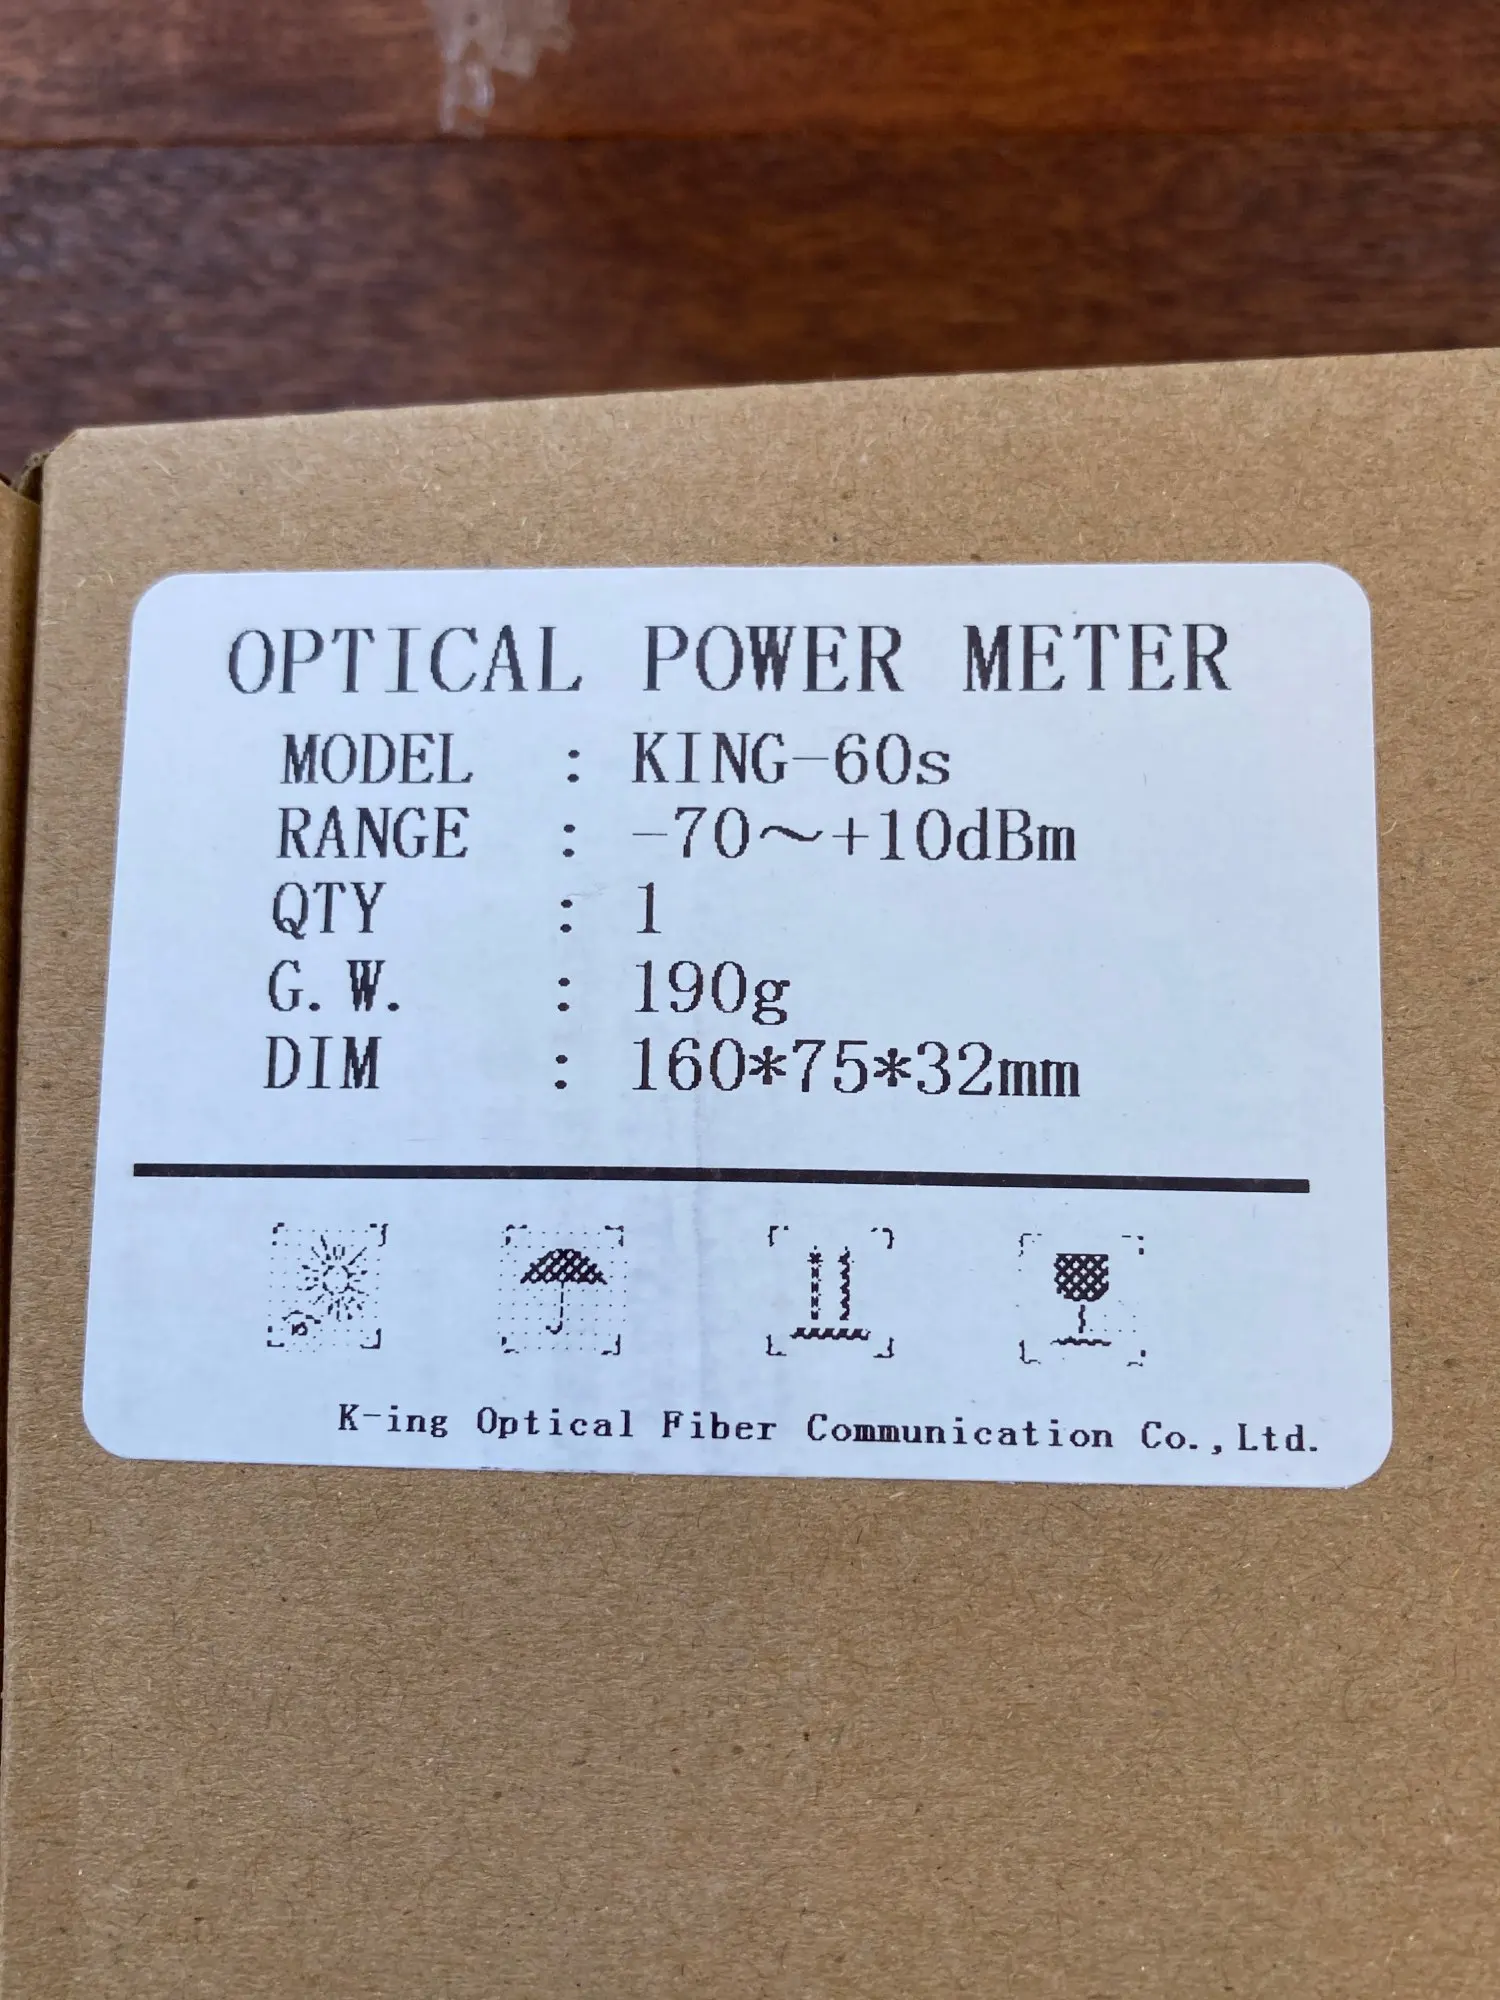 OPTICAL POWER METER
MODEL : KING-60s
RANGE : -70～+10dBm
QTY : 1
G.W. : 190g
DIM : 160*75*32mm
K-ing Optical Fiber Communication Co.,Ltd.